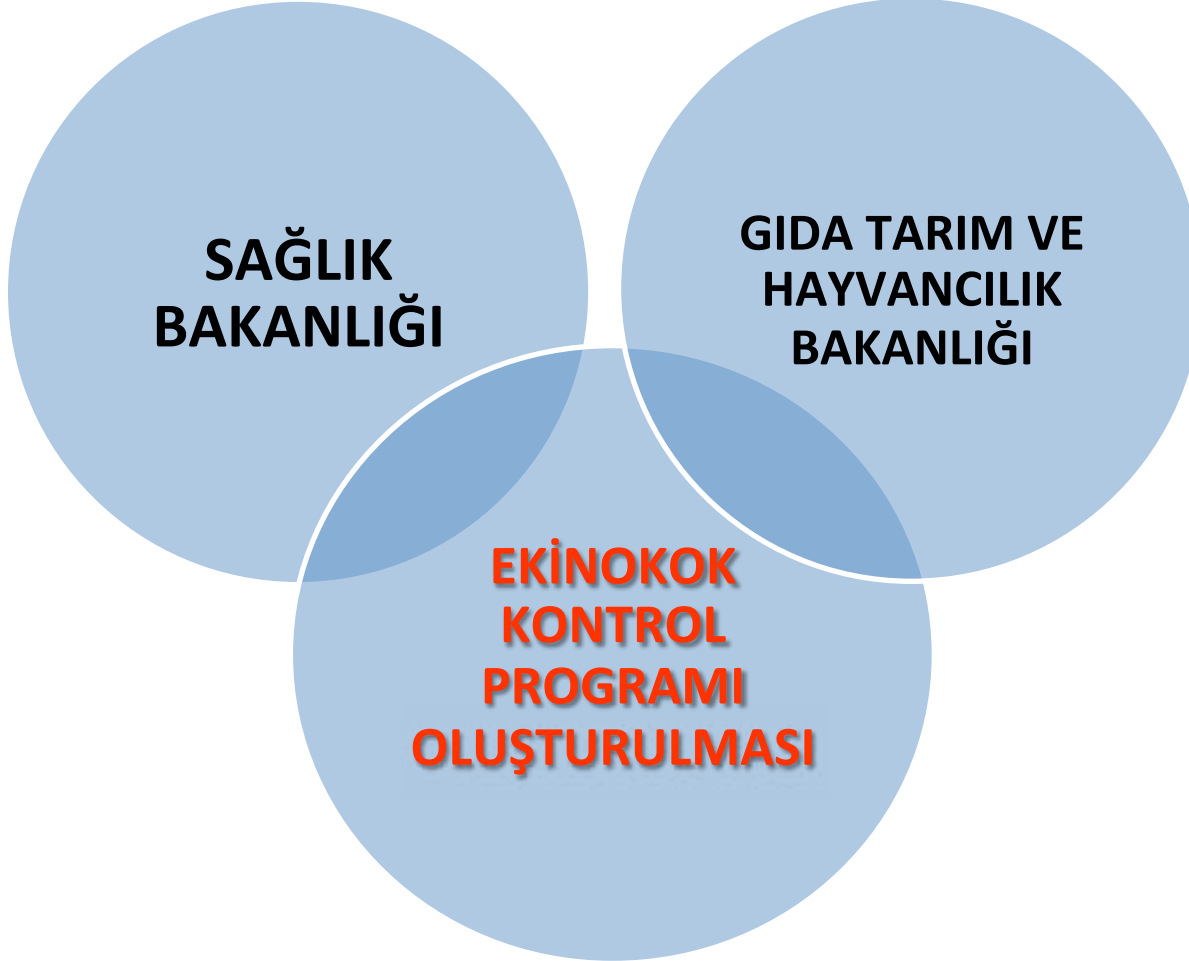 SAĞLIK
BAKANLIĞI
GIDA TARIM VE
HAYVANCILIK
BAKANLIĞI
EKİNOKOK
KONTROL
PROGRAMI
OLUŞTURULMASI